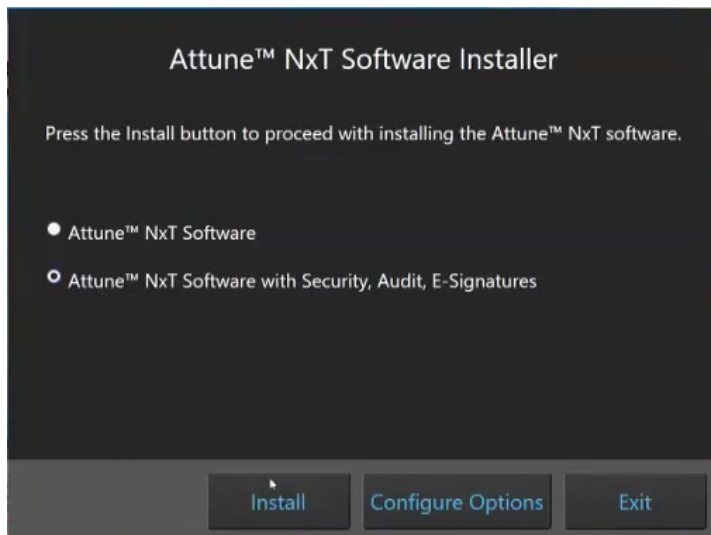 Attune™ NxT Software Installer
Press the Install button to proceed with installing the Attune™ NxT software.
Attune™ NxT Software
Attune™ NxT Software with Security, Audit, E-Signatures
Install
Configure Options
Exit